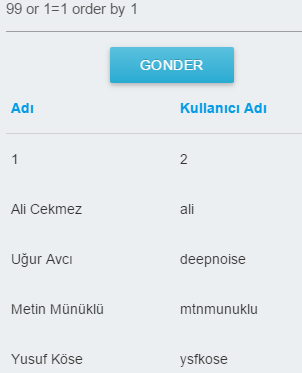 99 or 1=1 order by 1
GONDER
Adı Kullanıcı Adı
1 2
Ali Cekmez ali
Uğur Avcı deepnoise
Metin Münüklü mtnmunuklu
Yusuf Köse ysfkose